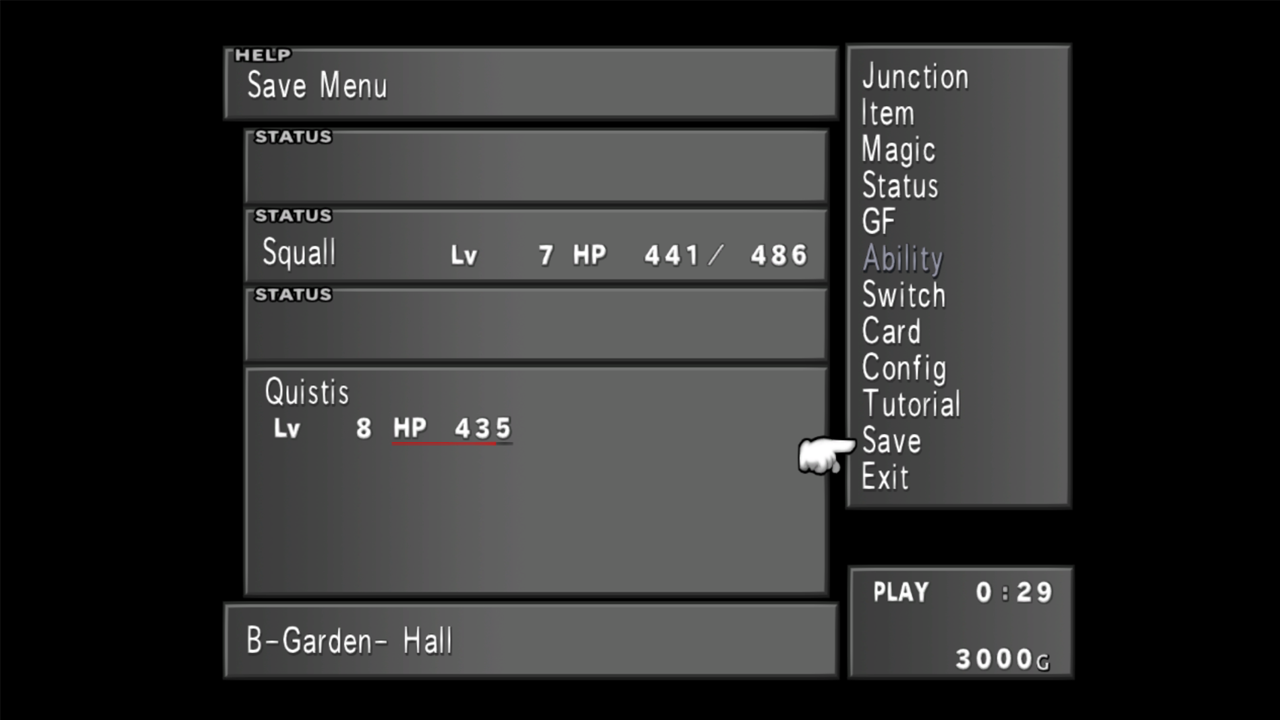 HELP
Save Menu
STATUS
STATUS
Squall Lv 7 HP 441/ 486
STATUS
Quistis
Lv 8 HP 435
B-Garden- Hall
Junction
Item
Magic
Status
GF
Ability
Switch
Card
Config
Tutorial
Save
Exit
PLAY 0:29
3000G